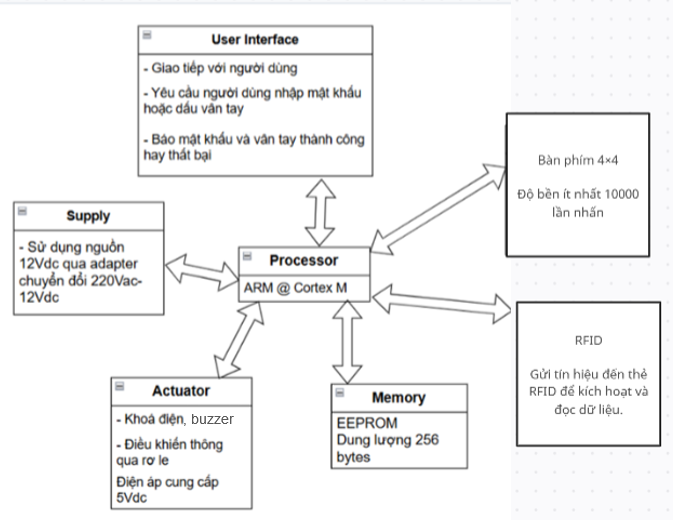 User Interface
- Giao tiếp với người dùng
- Yêu cầu người dùng nhập mật khẩu
hoặc dấu vân tay
- Báo mật khẩu và vân tay thành công
hay thất bại
Bàn phím 4×4
Độ bền ít nhất 10000
lần nhấn
Supply
- Sử dụng nguồn
12Vdc qua adapter
chuyển đổi 220Vac-
12Vdc
Processor
ARM @ Cortex M
RFID
Gửi tín hiệu đến thẻ
RFID để kích hoạt và
đọc dữ liệu.
Actuator
- Khoá điện, buzzer
- Điều khiển thông
qua rơ le
Điện áp cung cấp
5Vdc
Memory
EEPROM
Dung lượng 256
bytes